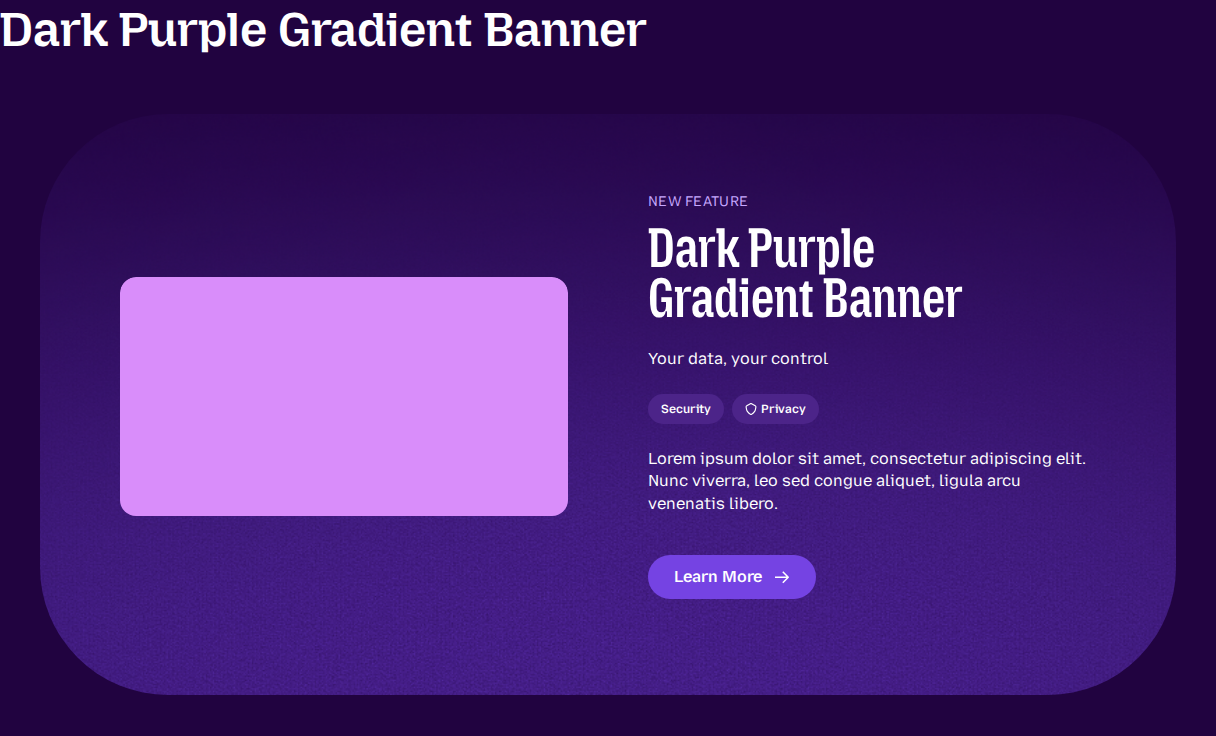 Dark Purple Gradient Banner
NEW FEATURE
Dark Purple
Gradient Banner
Your data, your control
Security
Privacy
Lorem ipsum dolor sit amet, consectetur adipiscing elit.
Nunc viverra, leo sed congue aliquet, ligula arcu
venenatis libero.
Learn More